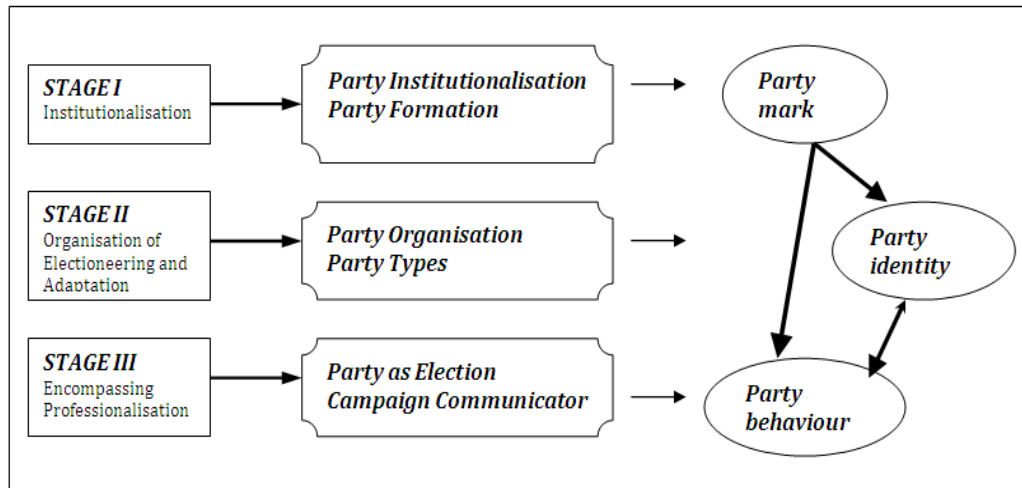 STAGE I
Institutionalisation
Party Institutionalisation
Party Formation
Party
mark
STAGE II
Organisation of
Electioneering and
Adaptation
Party Organisation
Party Types
Party
identity
STAGE III
Encompassing
Professionalisation
Party as Election
Campaign Communicator
Party
behaviour